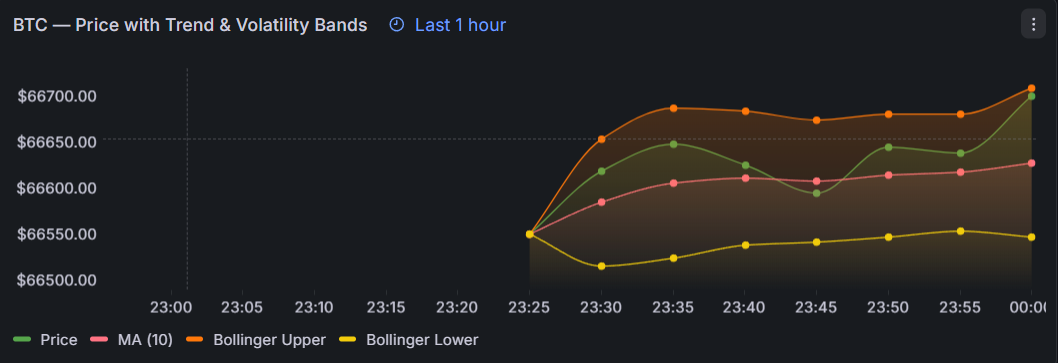 BTC — Price with Trend & Volatility Bands Last 1 hour
$66700.00
$66650.00
$66600.00
$66550.00
$66500.00
23:00 23:05 23:10 23:15 23:20 23:25 23:30 23:35 23:40 23:45 23:50 23:55 00:00
Price MA (10) Bollinger Upper Bollinger Lower